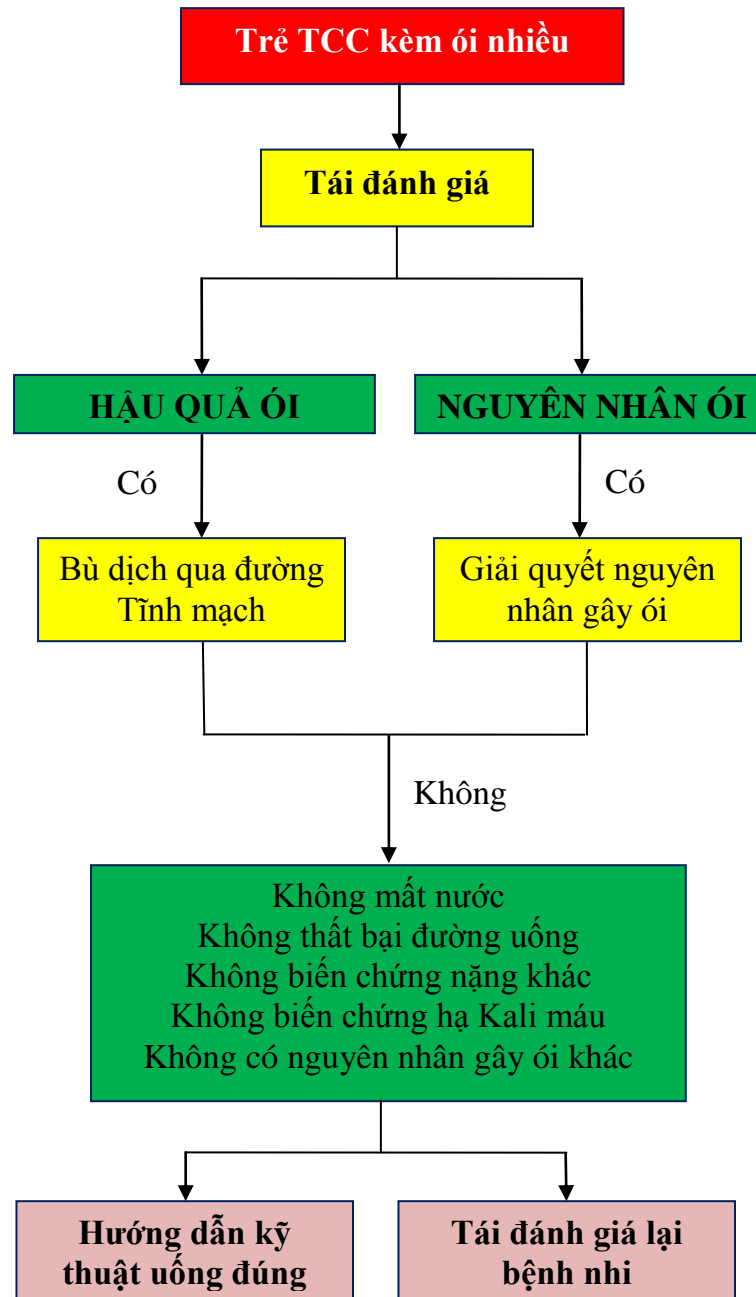 Trẻ TCC kèm ói nhiều
Tái đánh giá
HẬU QUẢ ÓI
NGUYÊN NHÂN ÓI
Có
Có
Bù dịch qua đường
Tĩnh mạch
Giải quyết nguyên
nhân gây ói
Không
Không mất nước
Không thất bại đường uống
Không biến chứng nặng khác
Không biến chứng hạ Kali máu
Không có nguyên nhân gây ói khác
Hướng dẫn kỹ
thuật uống đúng
Tái đánh giá lại
bệnh nhi